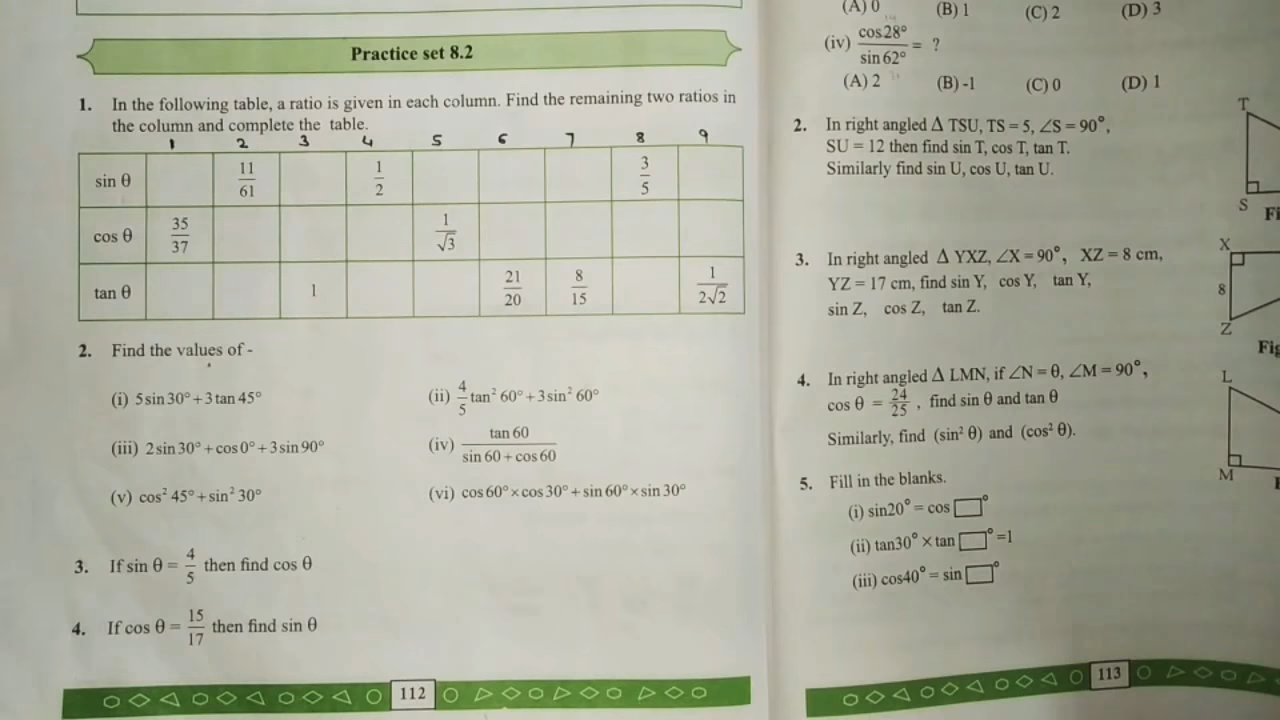 Practice set 8.2
1. In the following table, a ratio is given in each column. Find the remaining two ratios in
the column and complete the table.
1 2 3 4 5 6 7 8 9
sin θ 11/61 1/2 3/5
cos θ 35/37 1/√3
tan θ 1 21/20 8/15 1/2√2
2. Find the values of -
(i) 5 sin 30° + 3 tan 45°
(ii) 4/5 tan² 60° + 3 sin² 60°
(iii) 2 sin 30° + cos 0° + 3 sin 90°
(iv) tan 60 / sin 60 + cos 60
(v) cos² 45° + sin² 30°
(vi) cos 60° × cos 30° + sin 60° × sin 30°
3. If sin θ = 4/5 then find cos θ
4. If cos θ = 15/17 then find sin θ
112
(A) 0 (B) 1 (C) 2 (D) 3
(iv) cos 28° / sin 62° = ?
(A) 2 (B) -1 (C) 0 (D) 1
2. In right angled Δ TSU, TS = 5, ∠S = 90°,
SU = 12 then find sin T, cos T, tan T.
Similarly find sin U, cos U, tan U.
T
S
3. In right angled Δ YXZ, ∠X = 90°, XZ = 8 cm,
YZ = 17 cm, find sin Y, cos Y, tan Y,
sin Z, cos Z, tan Z.
X
8
Z
4. In right angled Δ LMN, if ∠N = θ, ∠M = 90°,
cos θ = 24/25 , find sin θ and tan θ
Similarly, find (sin² θ) and (cos² θ).
L
M
5. Fill in the blanks.
(i) sin20° = cos □°
(ii) tan30° × tan □° =1
(iii) cos40° = sin □°
113